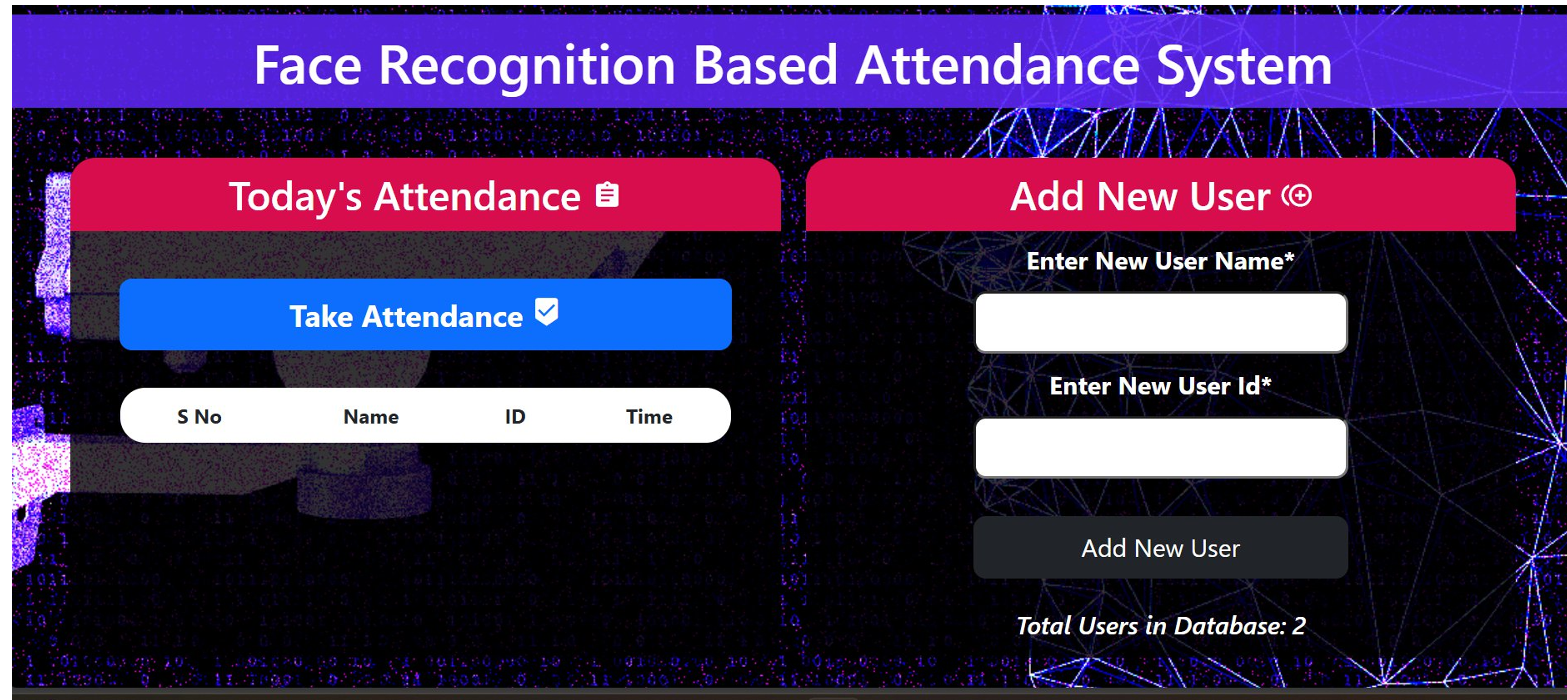 Face Recognition Based Attendance System
Today's Attendance
Take Attendance
S No Name ID Time
Add New User
Enter New User Name*
Enter New User Id*
Add New User
Total Users in Database: 2